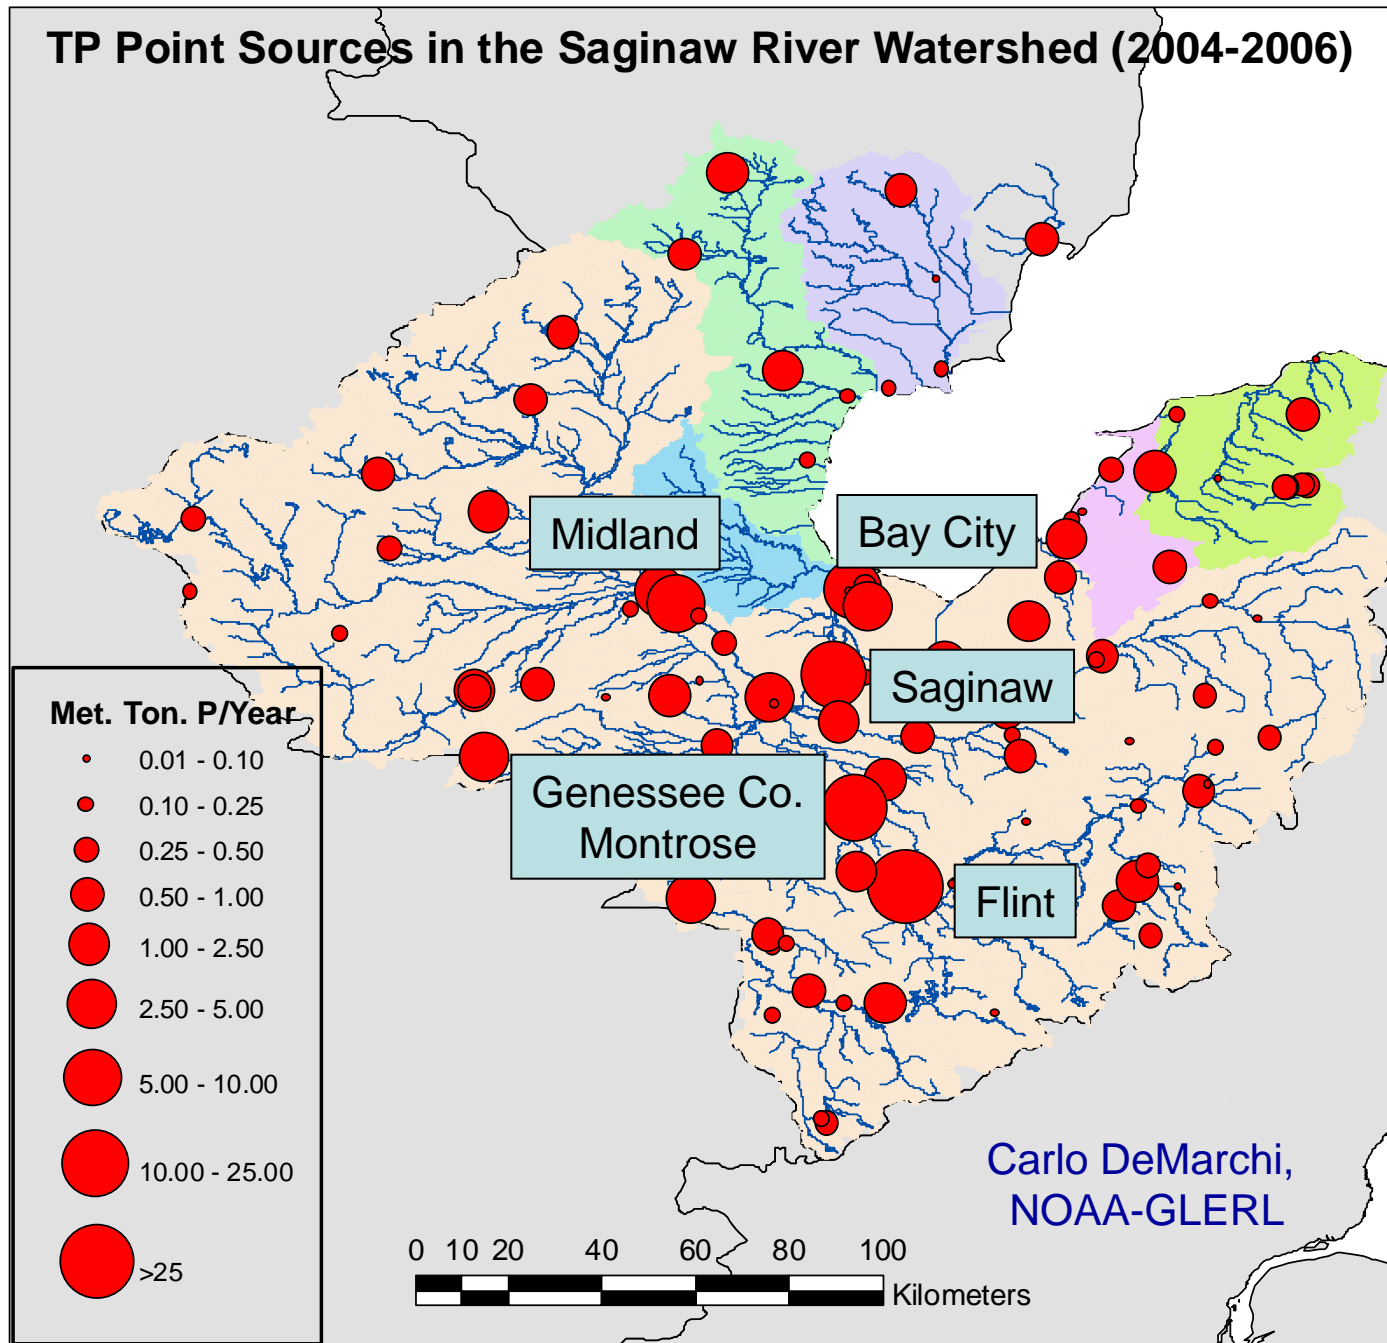 TP Point Sources in the Saginaw River Watershed (2004-2006)
Midland
Bay City
Saginaw
Genessee Co.
Montrose
Flint
Met. Ton. P/Year
0.01 - 0.10
0.10 - 0.25
0.25 - 0.50
0.50 - 1.00
1.00 - 2.50
2.50 - 5.00
5.00 - 10.00
10.00 - 25.00
>25
Carlo DeMarchi,
NOAA-GLERL
0 10 20 40 60 80 100
Kilometers